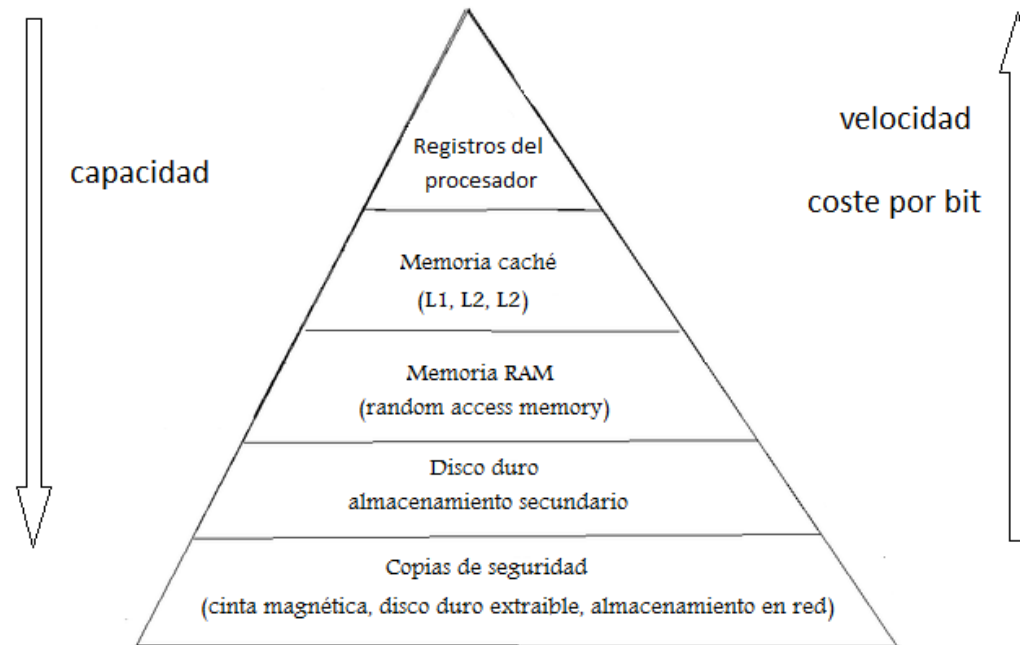 capacidad
velocidad
coste por bit
Registros del
procesador
Memoria caché
(L1, L2, L2)
Memoria RAM
(random access memory)
Disco duro
almacenamiento secundario
Copias de seguridad
(cinta magnética, disco duro extraible, almacenamiento en red)